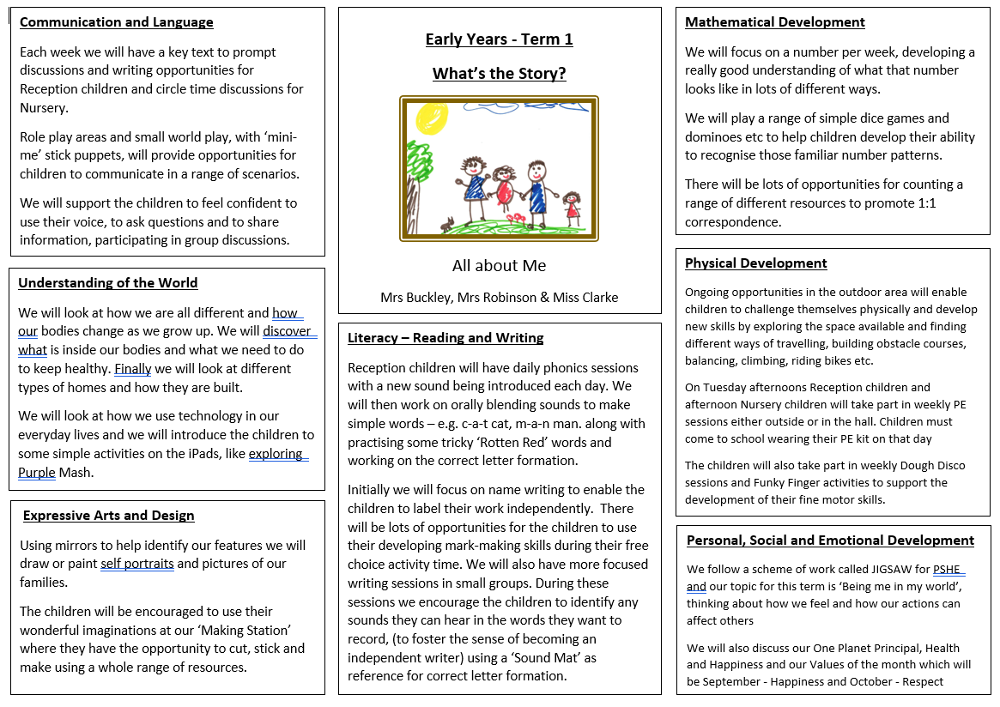 Communication and Language
Each week we will have a key text to prompt
discussions and writing opportunities for
Reception children and circle time discussions for
Nursery.
Role play areas and small world play, with ‘mini-
me’ stick puppets, will provide opportunities for
children to communicate in a range of scenarios.
We will support the children to feel confident to
use their voice, to ask questions and to share
information, participating in group discussions.
Understanding of the World
We will look at how we are all different and how
our bodies change as we grow up. We will discover
what is inside our bodies and what we need to do
to keep healthy. Finally we will look at different
types of homes and how they are built.
We will look at how we use technology in our
everyday lives and we will introduce the children to
some simple activities on the iPads, like exploring
Purple Mash.
Expressive Arts and Design
Using mirrors to help identify our features we will
draw or paint self portraits and pictures of our
families.
The children will be encouraged to use their
wonderful imaginations at our ‘Making Station’
where they have the opportunity to cut, stick and
make using a whole range of resources.
Early Years - Term 1
What’s the Story?
All about Me
Mrs Buckley, Mrs Robinson & Miss Clarke
Literacy – Reading and Writing
Reception children will have daily phonics sessions
with a new sound being introduced each day. We
will then work on orally blending sounds to make
simple words – e.g. c-a-t cat, m-a-n man. along with
practising some tricky ‘Rotten Red’ words and
working on the correct letter formation.
Initially we will focus on name writing to enable the
children to label their work independently.  There
will be lots of opportunities for the children to use
their developing mark-making skills during their free
choice activity time. We will also have more focused
writing sessions in small groups. During these
sessions we encourage the children to identify any
sounds they can hear in the words they want to
record, (to foster the sense of becoming an
independent writer) using a ‘Sound Mat’ as
reference for correct letter formation.
Mathematical Development
We will focus on a number per week, developing a
really good understanding of what that number
looks like in lots of different ways.
We will play a range of simple dice games and
dominoes etc to help children develop their ability
to recognise those familiar number patterns.
There will be lots of opportunities for counting a
range of different resources to promote 1:1
correspondence.
Physical Development
Ongoing opportunities in the outdoor area will enable
children to challenge themselves physically and develop
new skills by exploring the space available and finding
different ways of travelling, building obstacle courses,
balancing, climbing, riding bikes etc.
On Tuesday afternoons Reception children and
afternoon Nursery children will take part in weekly PE
sessions either outside or in the hall. Children must
come to school wearing their PE kit on that day
The children will also take part in weekly Dough Disco
sessions and Funky Finger activities to support the
development of their fine motor skills.
Personal, Social and Emotional Development
We follow a scheme of work called JIGSAW for PSHE
and our topic for this term is ‘Being me in my world’,
thinking about how we feel and how our actions can
affect others
We will also discuss our One Planet Principal, Health
and Happiness and our Values of the month which will
be September - Happiness and October - Respect